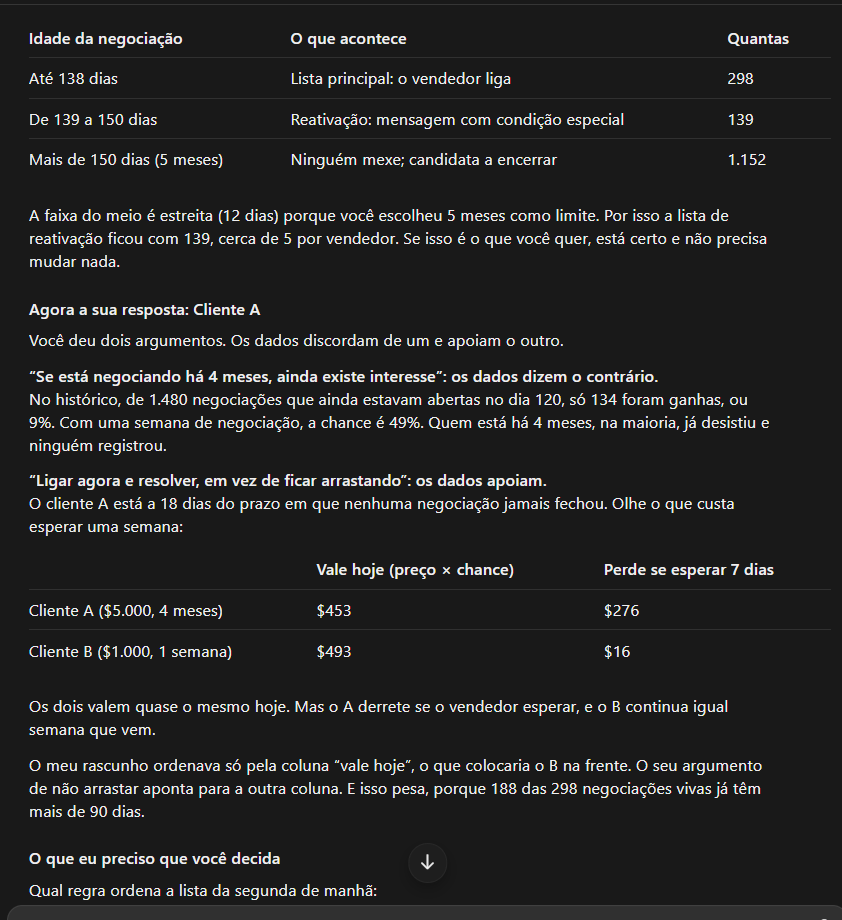 Idade da negociação O que acontece Quantas
Até 138 dias Lista principal: o vendedor liga 298
De 139 a 150 dias Reativação: mensagem com condição especial 139
Mais de 150 dias (5 meses) Ninguém mexe; candidata a encerrar 1.152
A faixa do meio é estreita (12 dias) porque você escolheu 5 meses como limite. Por isso a lista de
reativação ficou com 139, cerca de 5 por vendedor. Se isso é o que você quer, está certo e não precisa
mudar nada.
Agora a sua resposta: Cliente A
Você deu dois argumentos. Os dados discordam de um e apoiam o outro.
“Se está negociando há 4 meses, ainda existe interesse”: os dados dizem o contrário.
No histórico, de 1.480 negociações que ainda estavam abertas no dia 120, só 134 foram ganhas, ou
9%. Com uma semana de negociação, a chance é 49%. Quem está há 4 meses, na maioria, já desistiu e
ninguém registrou.
“Ligar agora e resolver, em vez de ficar arrastando”: os dados apoiam.
O cliente A está a 18 dias do prazo em que nenhuma negociação jamais fechou. Olhe o que custa
esperar uma semana:
Vale hoje (preço × chance) Perde se esperar 7 dias
Cliente A ($5.000, 4 meses) $453 $276
Cliente B ($1.000, 1 semana) $493 $16
Os dois valem quase o mesmo hoje. Mas o A derrete se o vendedor esperar, e o B continua igual
semana que vem.
O meu rascunho ordenava só pela coluna “vale hoje”, o que colocaria o B na frente. O seu argumento
de não arrastar aponta para a outra coluna. E isso pesa, porque 188 das 298 negociações vivas já têm
mais de 90 dias.
O que eu preciso que você decida
Qual regra ordena a lista da segunda de manhã: